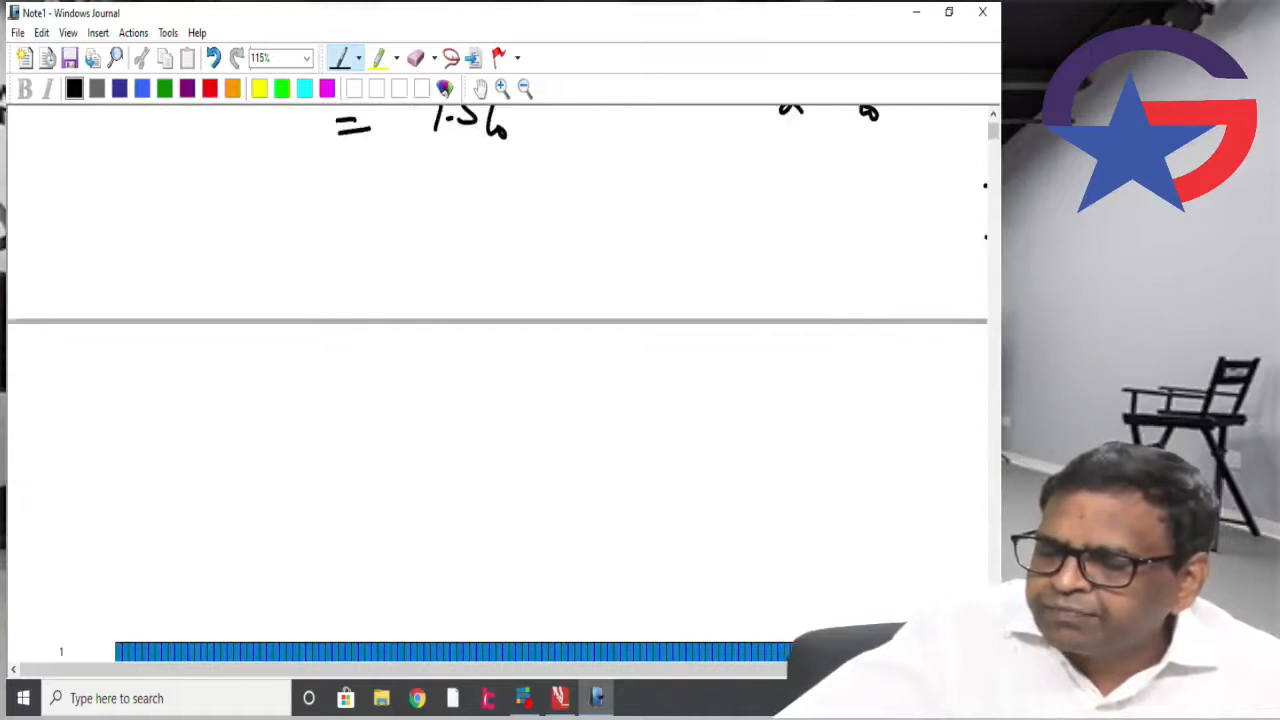 Note1 - Windows Journal
File Edit View Insert Actions Tools Help
115%
B I
= 1.56
1
Type here to search